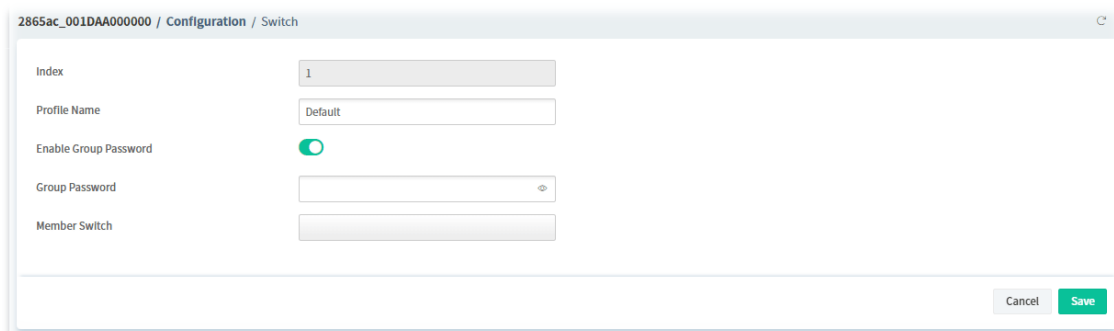 2865ac_001DAA000000 / Configuration / Switch
Index
1
Profile Name
Default
Enable Group Password
Group Password
Member Switch
Cancel
Save